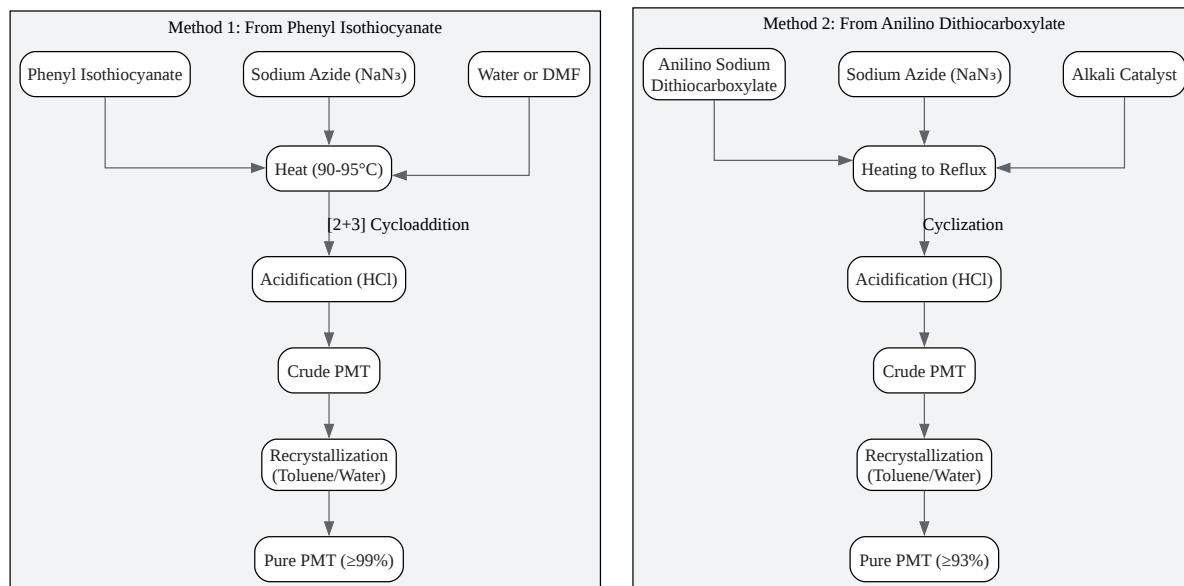 Method 1: From Phenyl Isothiocyanate
Phenyl Isothiocyanate
Sodium Azide (NaN₃)
Water or DMF
Heat (90-95°C)
[2+3] Cycloaddition
Acidification (HCl)
Crude PMT
Recrystallization
(Toluene/Water)
Pure PMT (≥99%)
Method 2: From Anilino Dithiocarboxylate
Anilino Sodium
Dithiocarboxylate
Sodium Azide (NaN₃)
Alkali Catalyst
Heating to Reflux
Cyclization
Acidification (HCl)
Crude PMT
Recrystallization
(Toluene/Water)
Pure PMT (≥93%)